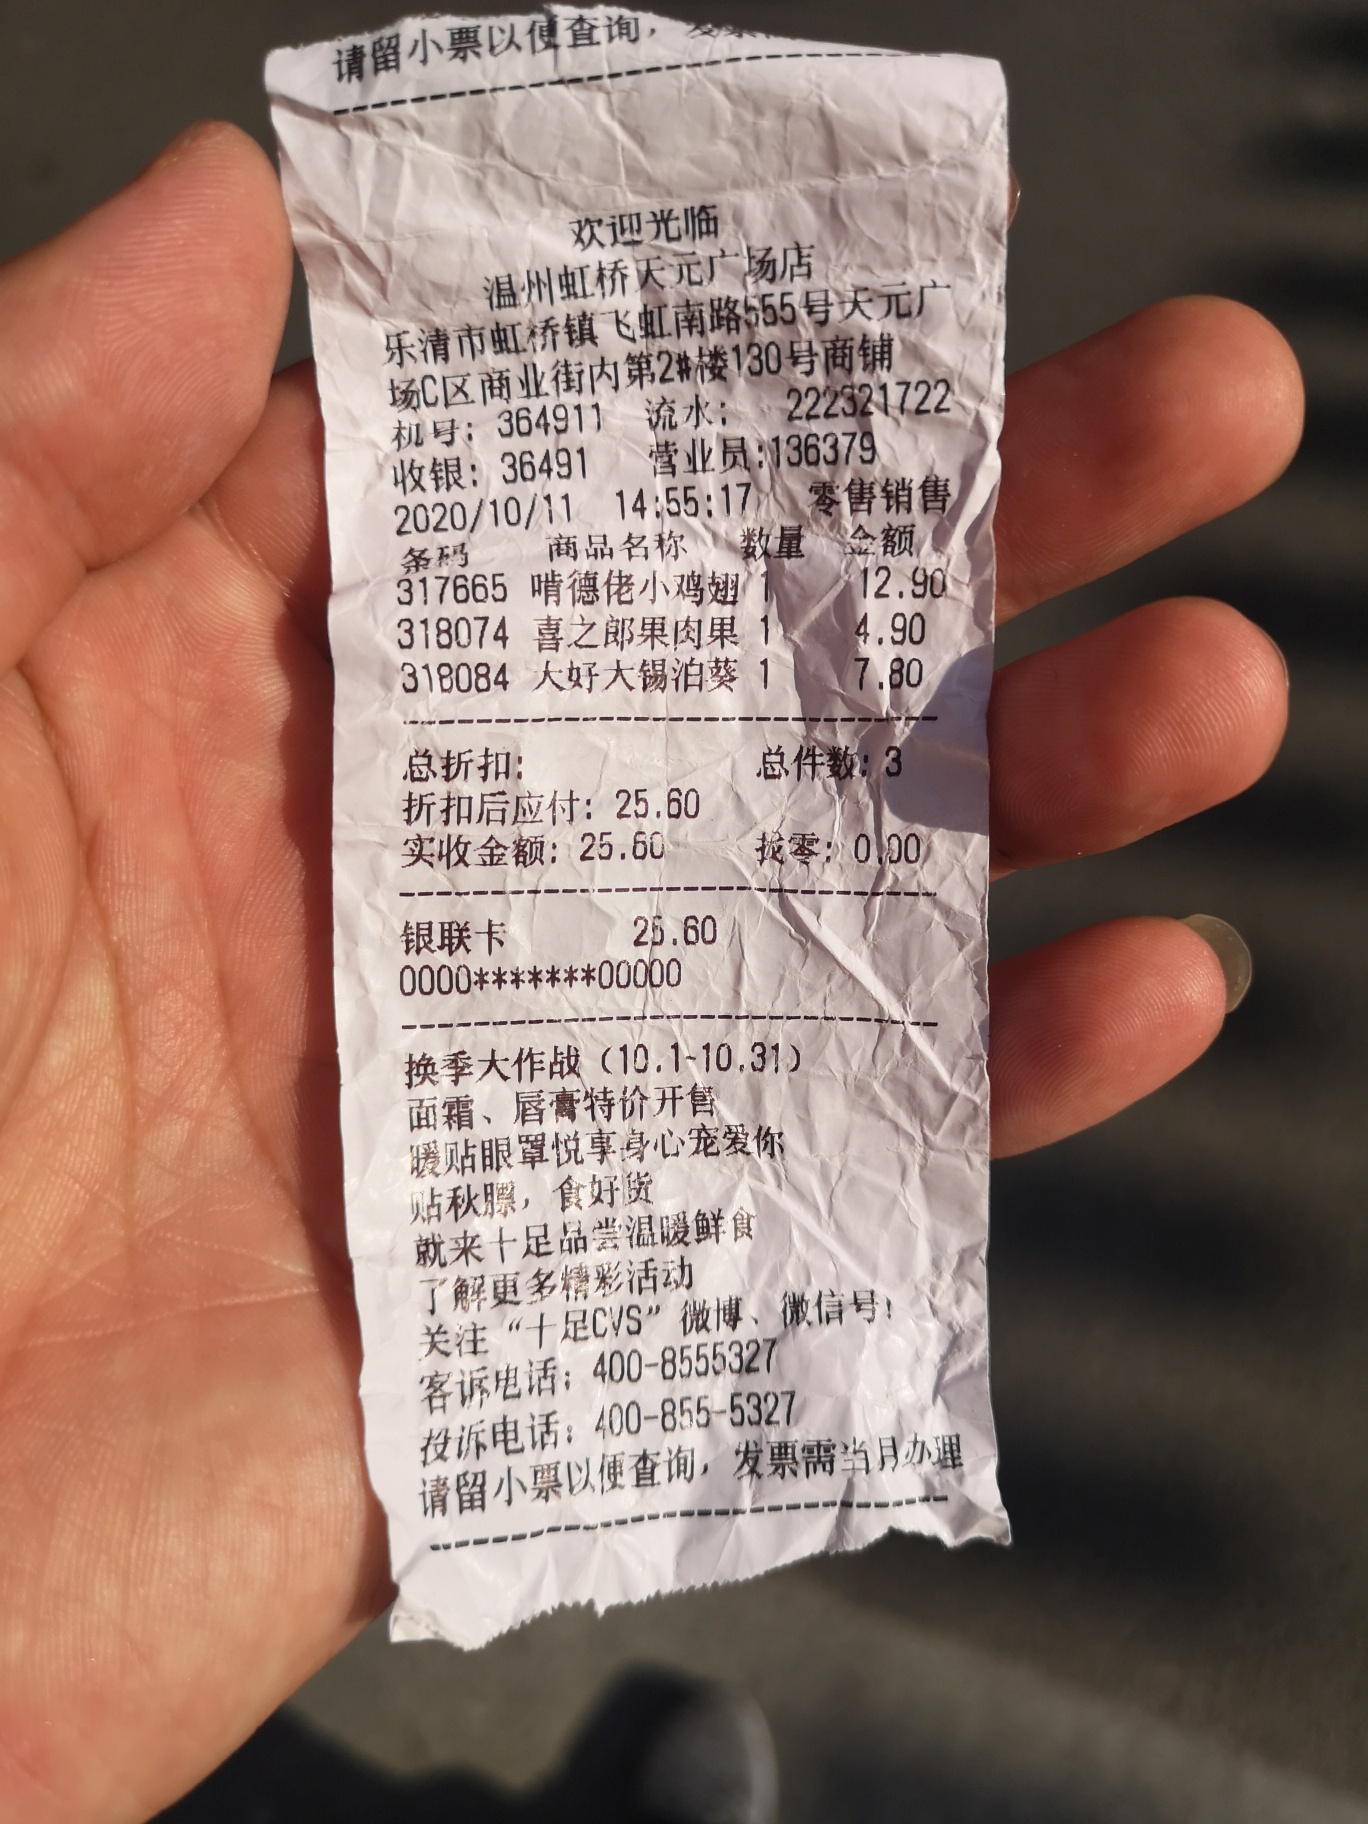 请留小票以便查询，发票
欢迎光临
温州虹桥天元广场店
乐清市虹桥镇飞虹南路555号天元广
场C区商业街内第2#楼130号商铺
机号: 364911 流水: 222321722
收银: 36491 营业员:136379
2020/10/11 14:55:17 零售销售
条码 商品名称 数量 金额
317665 啃德佬小鸡翅 1 12.90
318074 喜之郎果肉果 1 4.90
318084 大好大锡泊葵 1 7.80
总折扣: 总件数: 3
折扣后应付: 25.60
实收金额: 25.60 找零: 0.00
银联卡 25.60
0000*******00000
换季大作战（10.1-10.31）
面霜、唇膏特价开售
暖贴眼罩悦享身心宠爱你
贴秋膘，食好货
就来十足品尝温暖鲜食
了解更多精彩活动
关注“十足CVS”微博、微信号!
客诉电话: 400-8555327
投诉电话: 400-855-5327
请留小票以便查询，发票需当月办理